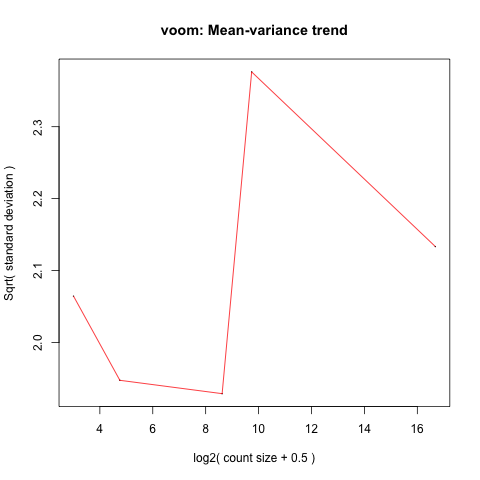 voom: Mean-variance trend
Sqrt( standard deviation )
2.3
2.2
2.1
2.0
4 6 8 10 12 14 16
log2( count size + 0.5 )